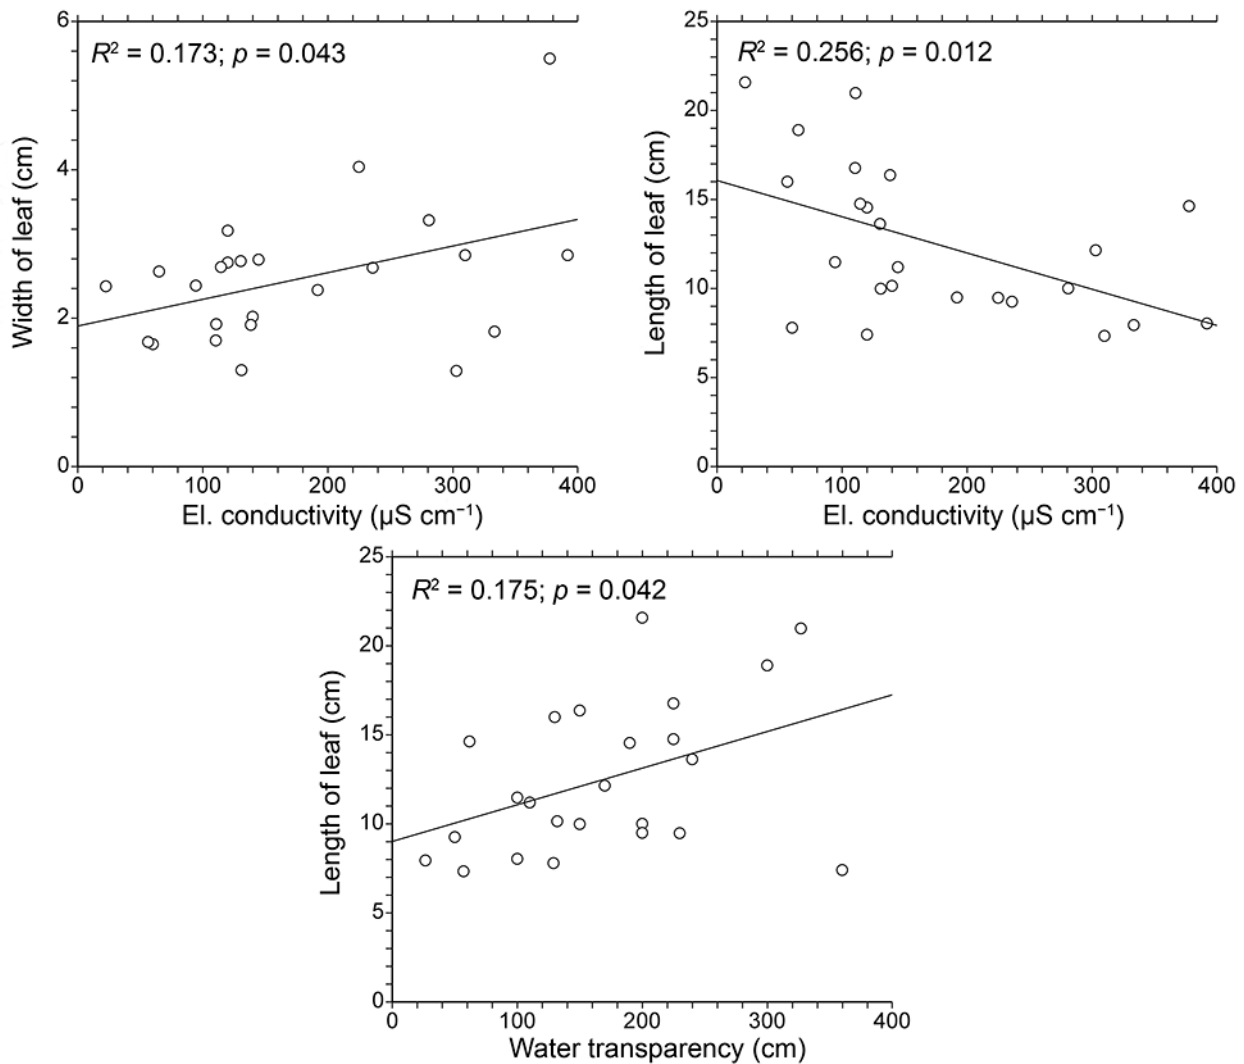 R² = 0.173; p = 0.043
Width of leaf (cm)
6
4
2
0
0 100 200 300 400
El. conductivity (µS cm⁻¹)
R² = 0.256; p = 0.012
Length of leaf (cm)
25
20
15
10
5
0
0 100 200 300 400
El. conductivity (µS cm⁻¹)
R² = 0.175; p = 0.042
Length of leaf (cm)
25
20
15
10
5
0
0 100 200 300 400
Water transparency (cm)